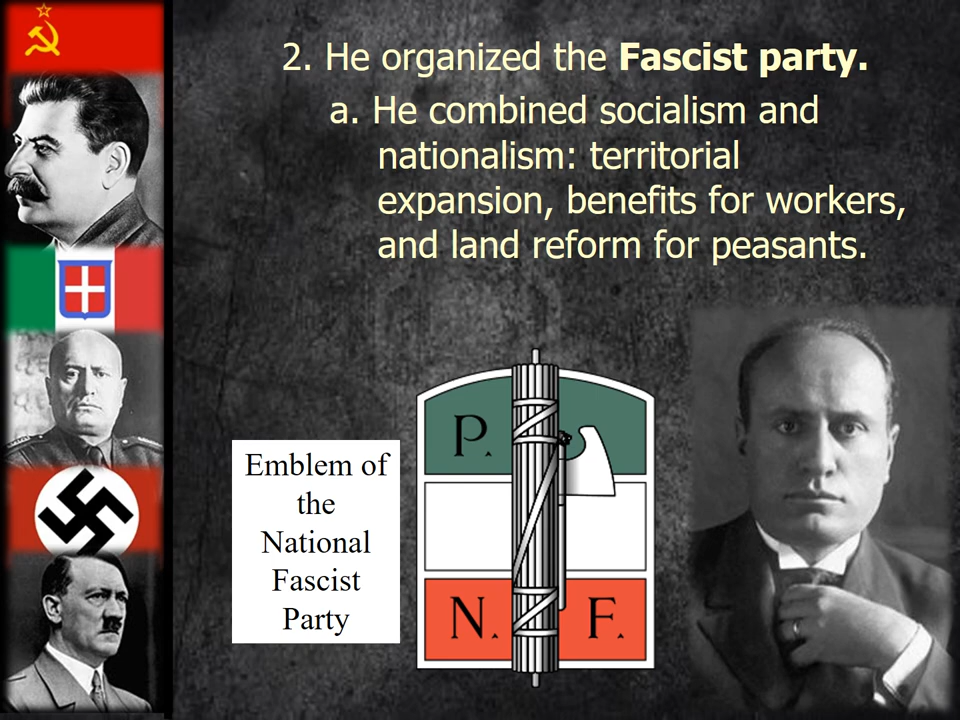 2. He organized the Fascist party.
a. He combined socialism and
nationalism: territorial
expansion, benefits for workers,
and land reform for peasants.
Emblem of
the
National
Fascist
Party
P.
N. F.